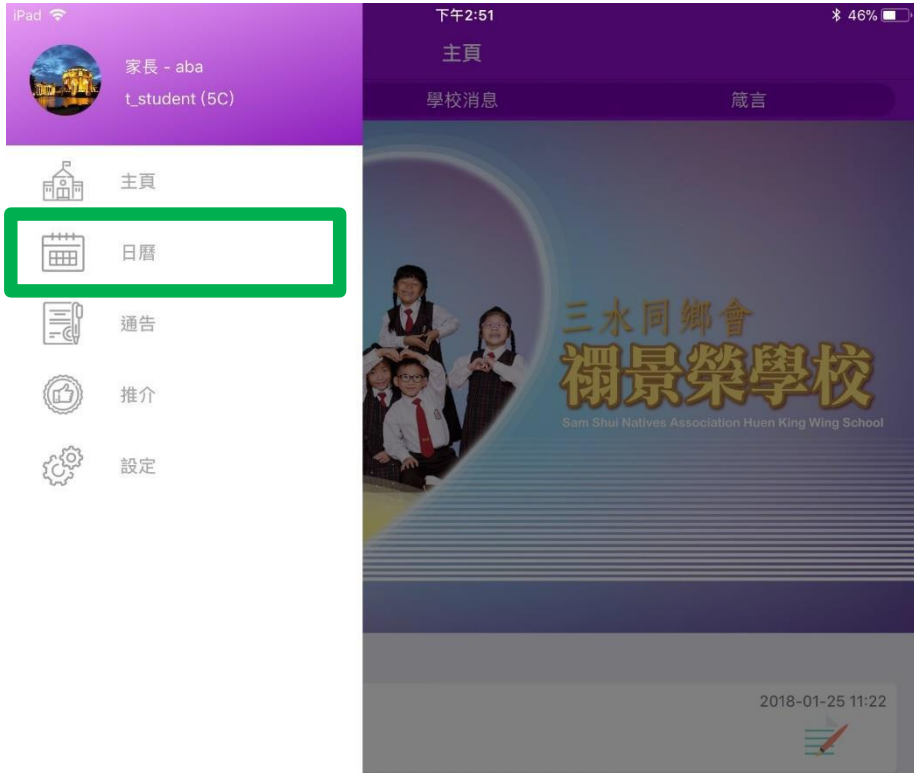 iPad 下午2:51 46%
家長 - aba
t_student (5C)
主頁
日曆
通告
推介
設定
主頁
學校消息 箴言
三水同鄉會
禤景榮學校
Sam Shui Natives Association Huen King Wing School
2018-01-25 11:22